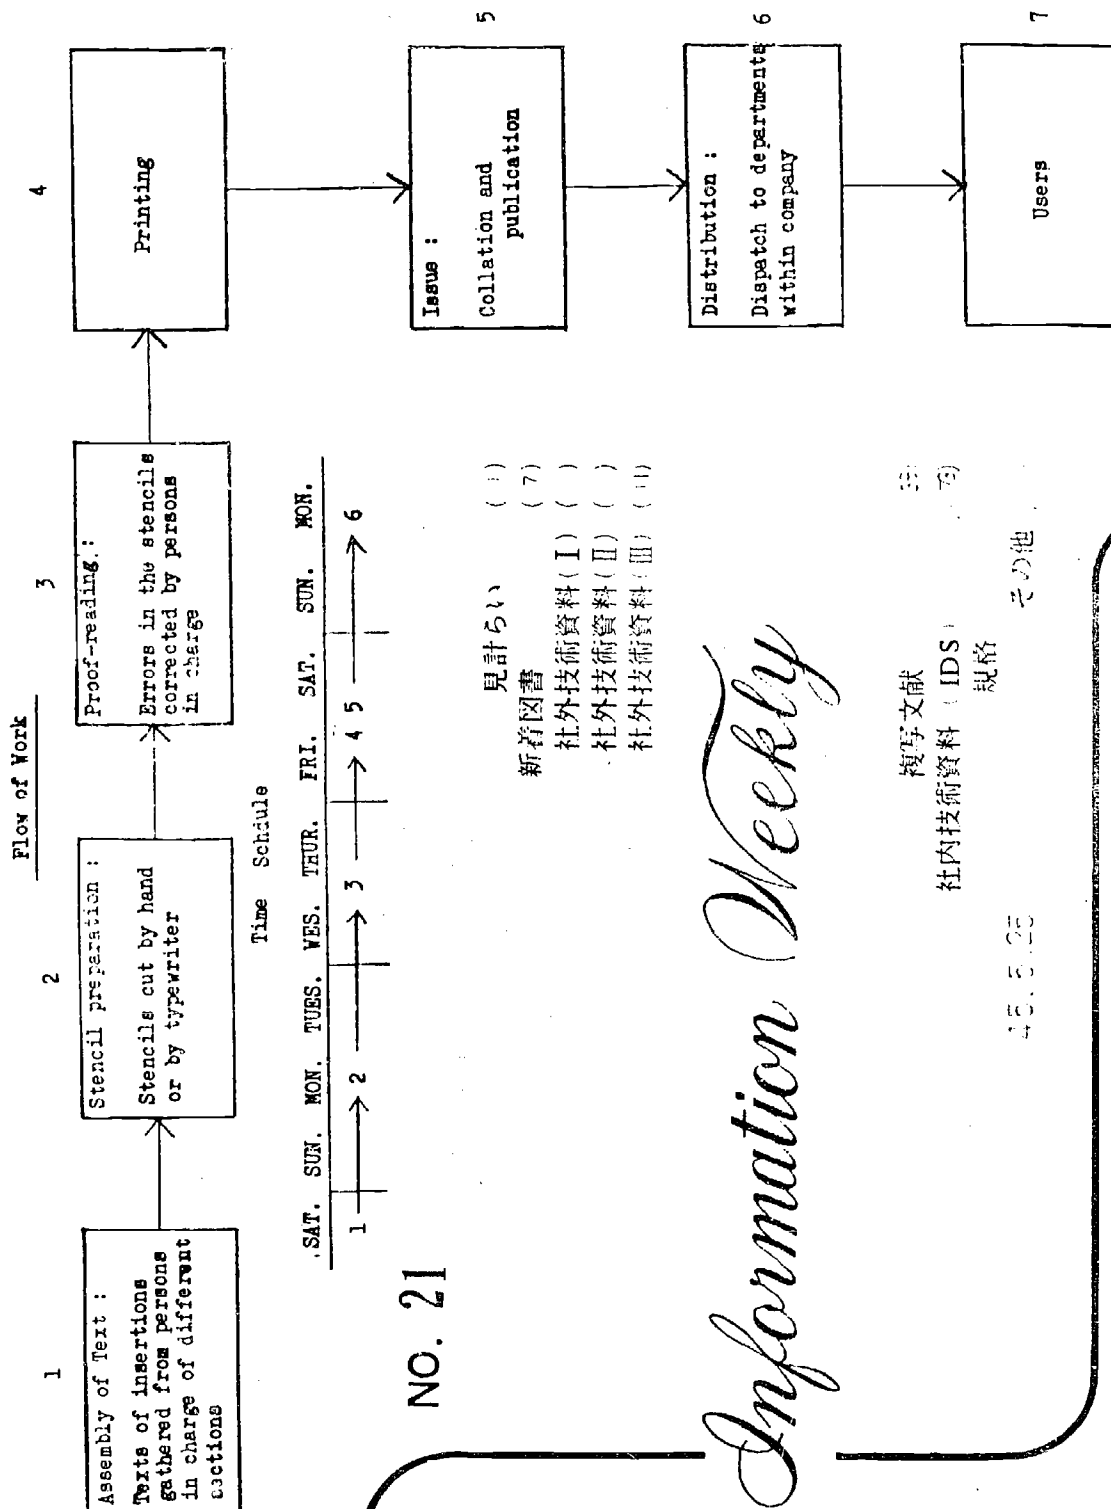 Flow of Work
1
Assembly of Text :
Texts of insertions
gathered from persons
in charge of different
sections
2
Stencil preparation :
Stencils cut by hand
or by typewriter
3
Proof-reading :
Errors in the stencils
corrected by persons
in charge
4
Printing
5
Issue :
Collation and
publication
6
Distribution :
Dispatch to departments
within company
7
Users
Time Schdule
SAT. SUN. MON. TUES. WES. THUR. FRI. SAT. SUN. MON.
1 2 3 4 5 6
NO. 21
見計らい
新着図書 (7)
社外技術資料(I)
社外技術資料(II)
社外技術資料(III)
Information Weekly
複写文献
社内技術資料(IDS)
規格 その他